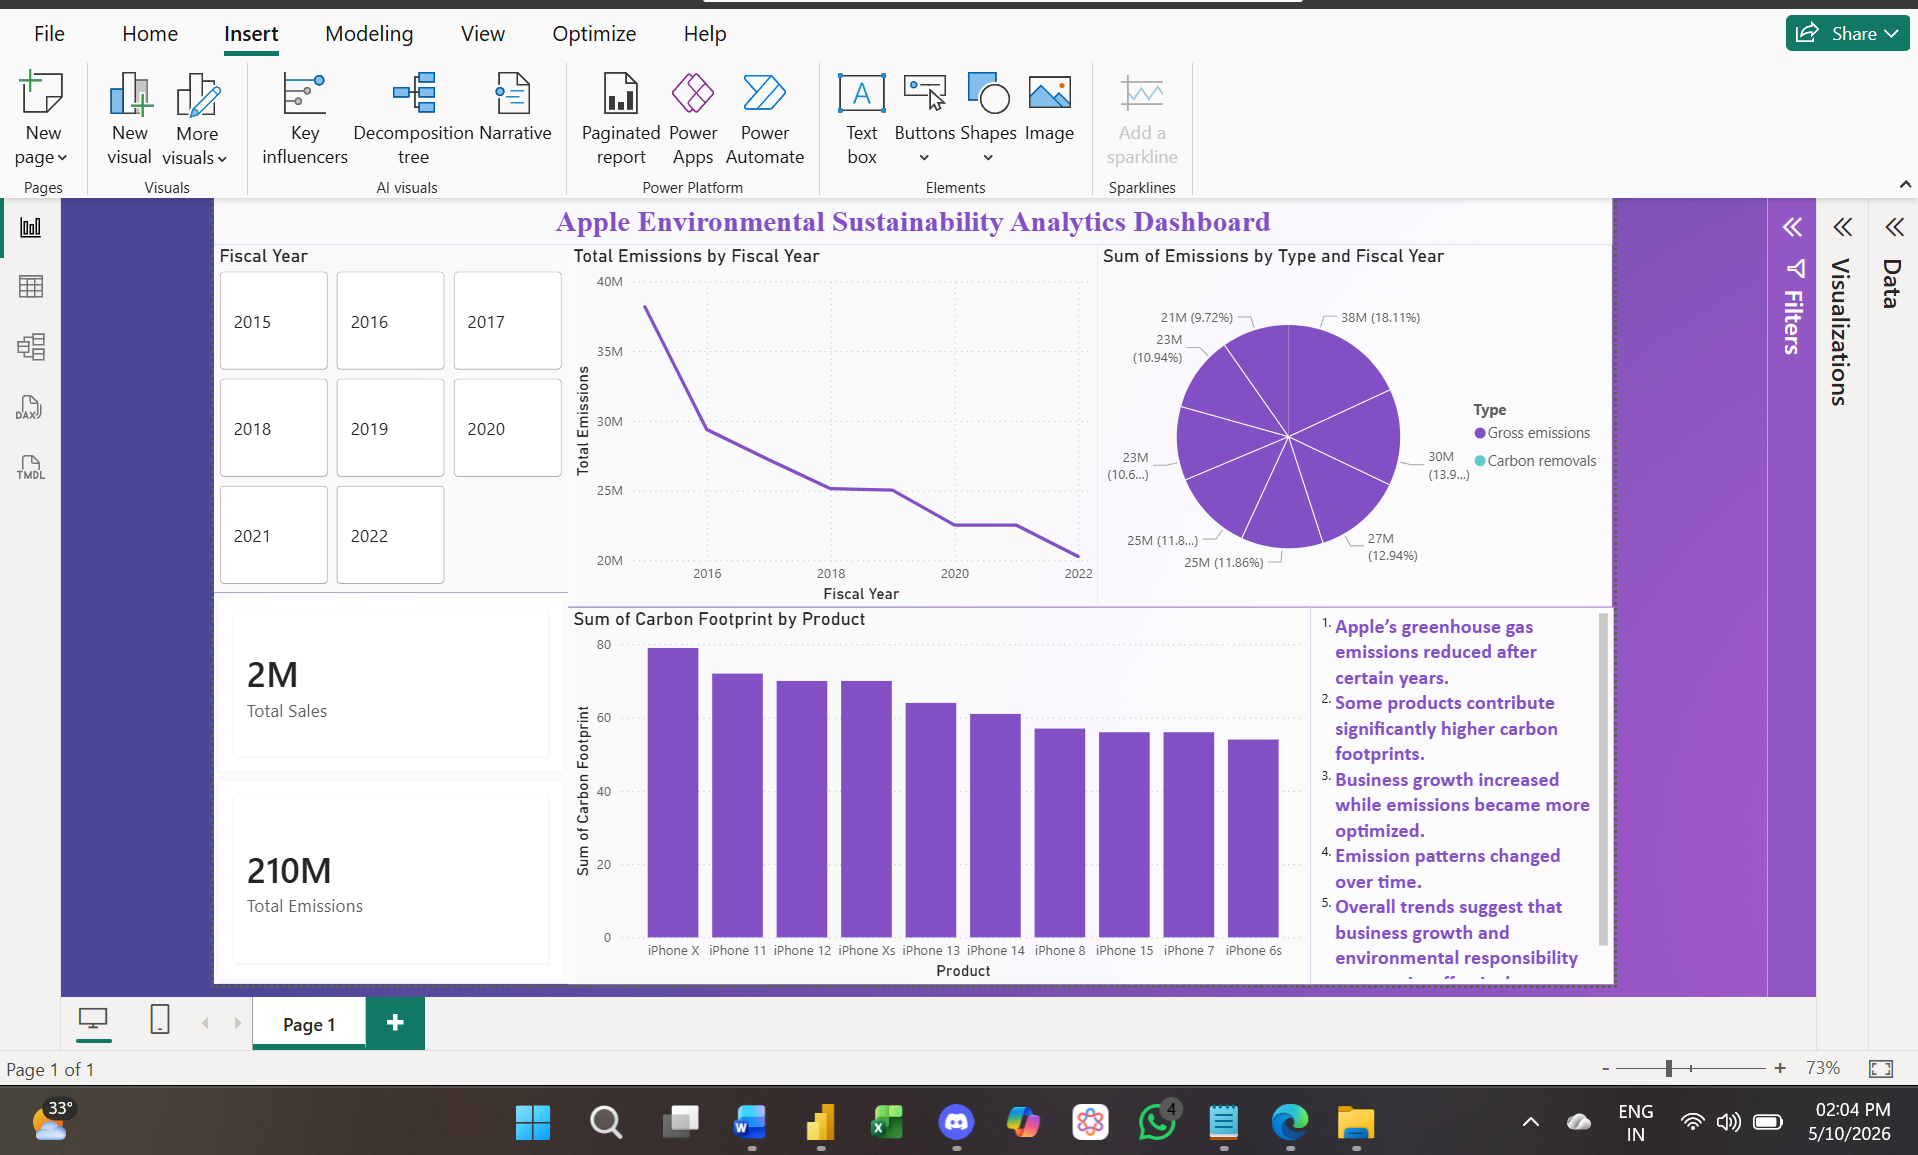 File Home Insert Modeling View Optimize Help
Share
New page
New visual
More visuals
Key influencers
Decomposition tree
Narrative
Paginated report
Power Apps
Power Automate
Text box
Buttons
Shapes
Image
Add a sparkline
Pages
Visuals
AI visuals
Power Platform
Elements
Sparklines
DAX
TMDL
Apple Environmental Sustainability Analytics Dashboard
Fiscal Year
2015 2016 2017
2018 2019 2020
2021 2022
2M
Total Sales
210M
Total Emissions
Total Emissions by Fiscal Year
Total Emissions
40M
35M
30M
25M
20M
2016 2018 2020 2022
Fiscal Year
Sum of Emissions by Type and Fiscal Year
21M (9.72%)
38M (18.11%)
23M
(10.94%)
23M
(10.6...)
30M
(13.9...)
25M (11.8...)
25M (11.86%)
27M
(12.94%)
Type
Gross emissions
Carbon removals
Sum of Carbon Footprint by Product
Sum of Carbon Footprint
80
60
40
20
0
iPhone X iPhone 11 iPhone 12 iPhone Xs iPhone 13 iPhone 14 iPhone 8 iPhone 15 iPhone 7 iPhone 6s
Product
1. Apple’s greenhouse gas
emissions reduced after
certain years.
2. Some products contribute
significantly higher carbon
footprints.
3. Business growth increased
while emissions became more
optimized.
4. Emission patterns changed
over time.
5. Overall trends suggest that
business growth and
environmental responsibility
Filters
Visualizations
Data
Page 1
Page 1 of 1
73%
33°
4
ENG
IN
02:04 PM
5/10/2026